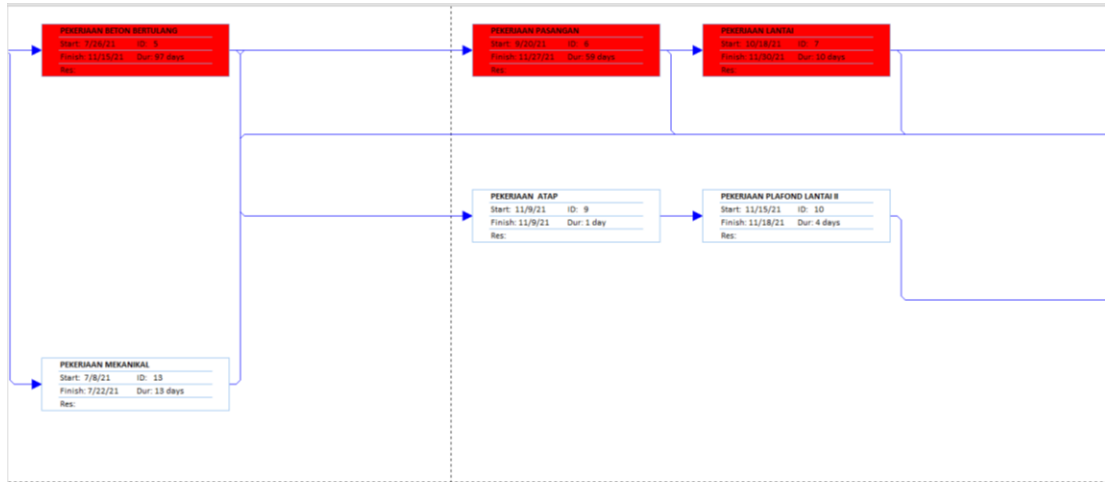 PEKERJAAN BETON BERTULANG
Start: 7/28/21 ID: 5
Finish: 11/15/21 Dur: 97 days
Res:
PEKERJAAN PASANGAN
Start: 9/20/21 ID: 6
Finish: 11/27/21 Dur: 59 days
Res:
PEKERJAAN LANTAI
Start: 10/18/21 ID: 7
Finish: 11/30/21 Dur: 10 days
Res:
PEKERJAAN ATAP
Start: 11/9/21 ID: 9
Finish: 11/9/21 Dur: 1 day
Res:
PEKERJAAN PLAFOND LANTAI II
Start: 11/15/21 ID: 10
Finish: 11/18/21 Dur: 4 days
Res:
PEKERJAAN MEKANIKAL
Start: 7/8/21 ID: 13
Finish: 7/22/21 Dur: 13 days
Res: